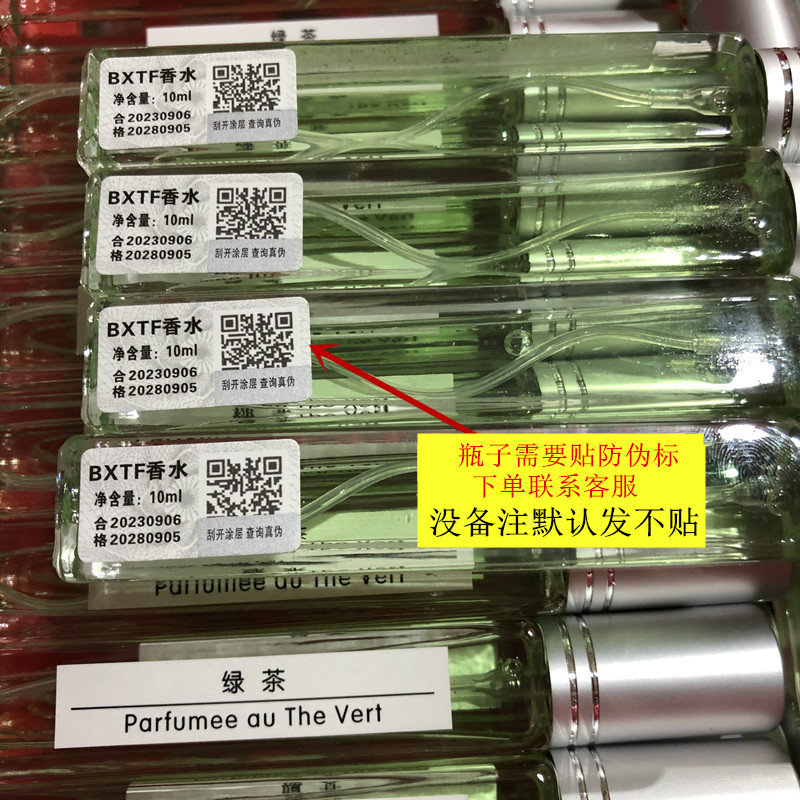 绿 茶
BXTF香水
净含量: 10ml
合 20230906
格 20280905
刮开涂层 查询真伪
BXTF香水
净含量: 10ml
合 20230906
格 20280905
刮开涂层 查询真伪
BXTF香水
净含量: 10ml
合 20230906
格 20280905
刮开涂层 查询真伪
BXTF香水
净含量: 10ml
合 20230906
格 20280905
刮开涂层 查询真伪
瓶子需要贴防伪标
下单联系客服
没备注默认发不贴
Parfumee au The Vert
绿 茶
Parfumee au The Vert